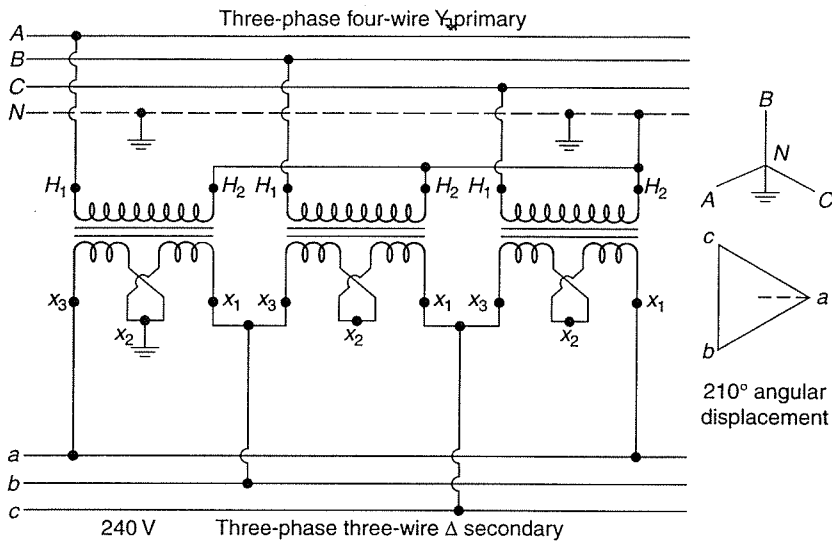 Three-phase four-wire Y primary
A
B
C
N
H1 H2 H1 H2 H1 H2
x3 x1 x3 x1 x3 x1
x2 x2 x2
a
b
c
240 V Three-phase three-wire Δ secondary
B
N
A C
c
a
b
210° angular
displacement